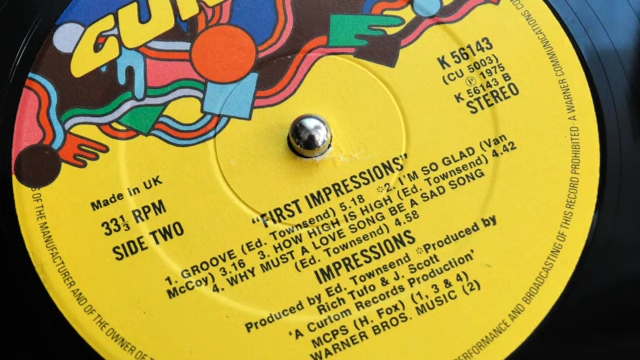 K 56143
(CU 5003)
Ⓟ 1975
K 56143 B
STEREO
Made in UK
33⅓ RPM
SIDE TWO
"FIRST IMPRESSIONS"
1. GROOVE (Ed. Townsend) 5.18 *2. I'M SO GLAD (Van
McCoy) 3.16 3. HOW HIGH IS HIGH (Ed. Townsend) 4.42
4. WHY MUST A LOVE SONG BE A SAD SONG
(Ed. Townsend) 4.58
IMPRESSIONS
Produced by Ed. Townsend *Produced by
Rich Tufo & J. Scott
'A Curtom Records Production'
MCPS (H. Fox) (1, 3 & 4)
WARNER BROS. MUSIC (2)
OF THE MANUFACTURER AND OF THE OWNER OF
PERFORMANCE AND BROADCASTING OF THIS RECORD PROHIBITED. A WARNER COMMUNICATIONS